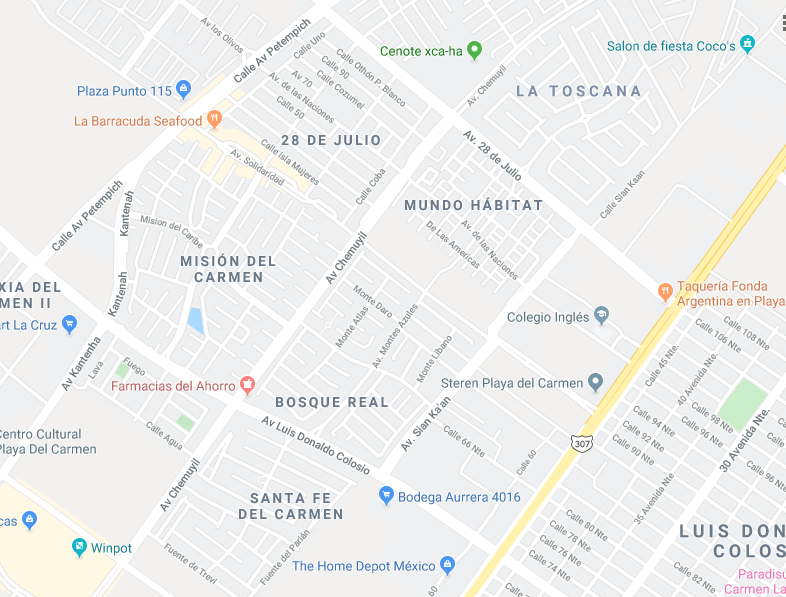 Av los Olivos
Calle Av Petempich
Calle Uno
Cenote xca-ha
Salon de fiesta Coco's
Calle Othón P. Blanco
Calle 90
Av 70
Calle Cozumel
Av. de las Naciones
Calle 50
Plaza Punto 115
Av. Chemuyil
LA TOSCANA
La Barracuda Seafood
28 DE JULIO
Av. 28 de Julio
Calle Isla Mujeres
Av. Solidaridad
Calle Coba
Calle Sian Kaan
Calle Av Petempich
Kantenah
MUNDO HÁBITAT
Mision del Caribe
Av. de las Naciones
De Las Americas
Av Chemuyil
MISIÓN DEL
CARMEN
Kantenah
XIA DEL
MEN II
Monte Daro
Taquería Fonda
Argentina en Playa
Colegio Inglés
art La Cruz
Monte Atlas
Av. Montes Azules
Calle 108 Nte.
Calle 106 Nte.
Monte Líbano
Av Kantenha
Lava
Fuego
Farmacias del Ahorro
Steren Playa del Carmen
Calle 45 Nte.
40 Avenida Nte.
BOSQUE REAL
Av. Sian Ka'an
Av Luis Donaldo Colosio
Calle 98 Nte
Calle 94 Nte
Calle 96 Nte
Calle 92 Nte
Calle 90 Nte
30 Avenida Nte.
Centro Cultural
Playa Del Carmen
Calle Agua
Calle 66 Nte
307
Calle 60
Calle 96 Nte
Av Chemuyil
35 Avenida Nte
SANTA FE
DEL CARMEN
Bodega Aurrera 4016
cas
Winpot
Fuente de Trevi
Fuente del Parián
The Home Depot México
60
Calle 80 Nte
Calle 78 Nte
Calle 76 Nte
Calle 74 Nte
LUIS DON
COLOS
Calle 82 Nte
Paradisu
Carmen La